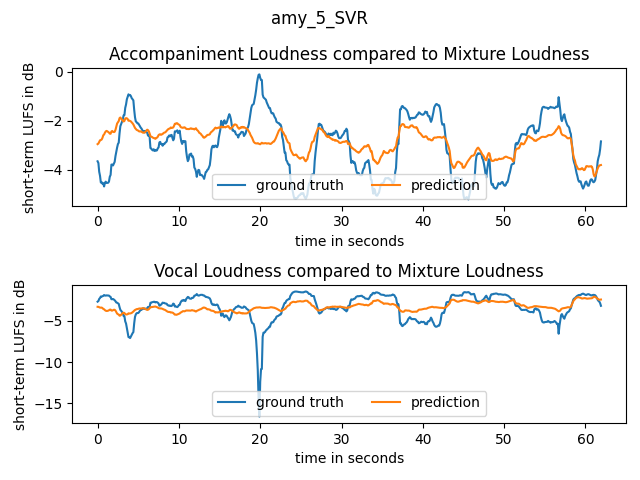 amy_5_SVR
Accompaniment Loudness compared to Mixture Loudness
short-term LUFS in dB
0
−2
−4
ground truth
prediction
0 10 20 30 40 50 60
time in seconds
Vocal Loudness compared to Mixture Loudness
short-term LUFS in dB
−5
−10
−15
ground truth
prediction
0 10 20 30 40 50 60
time in seconds